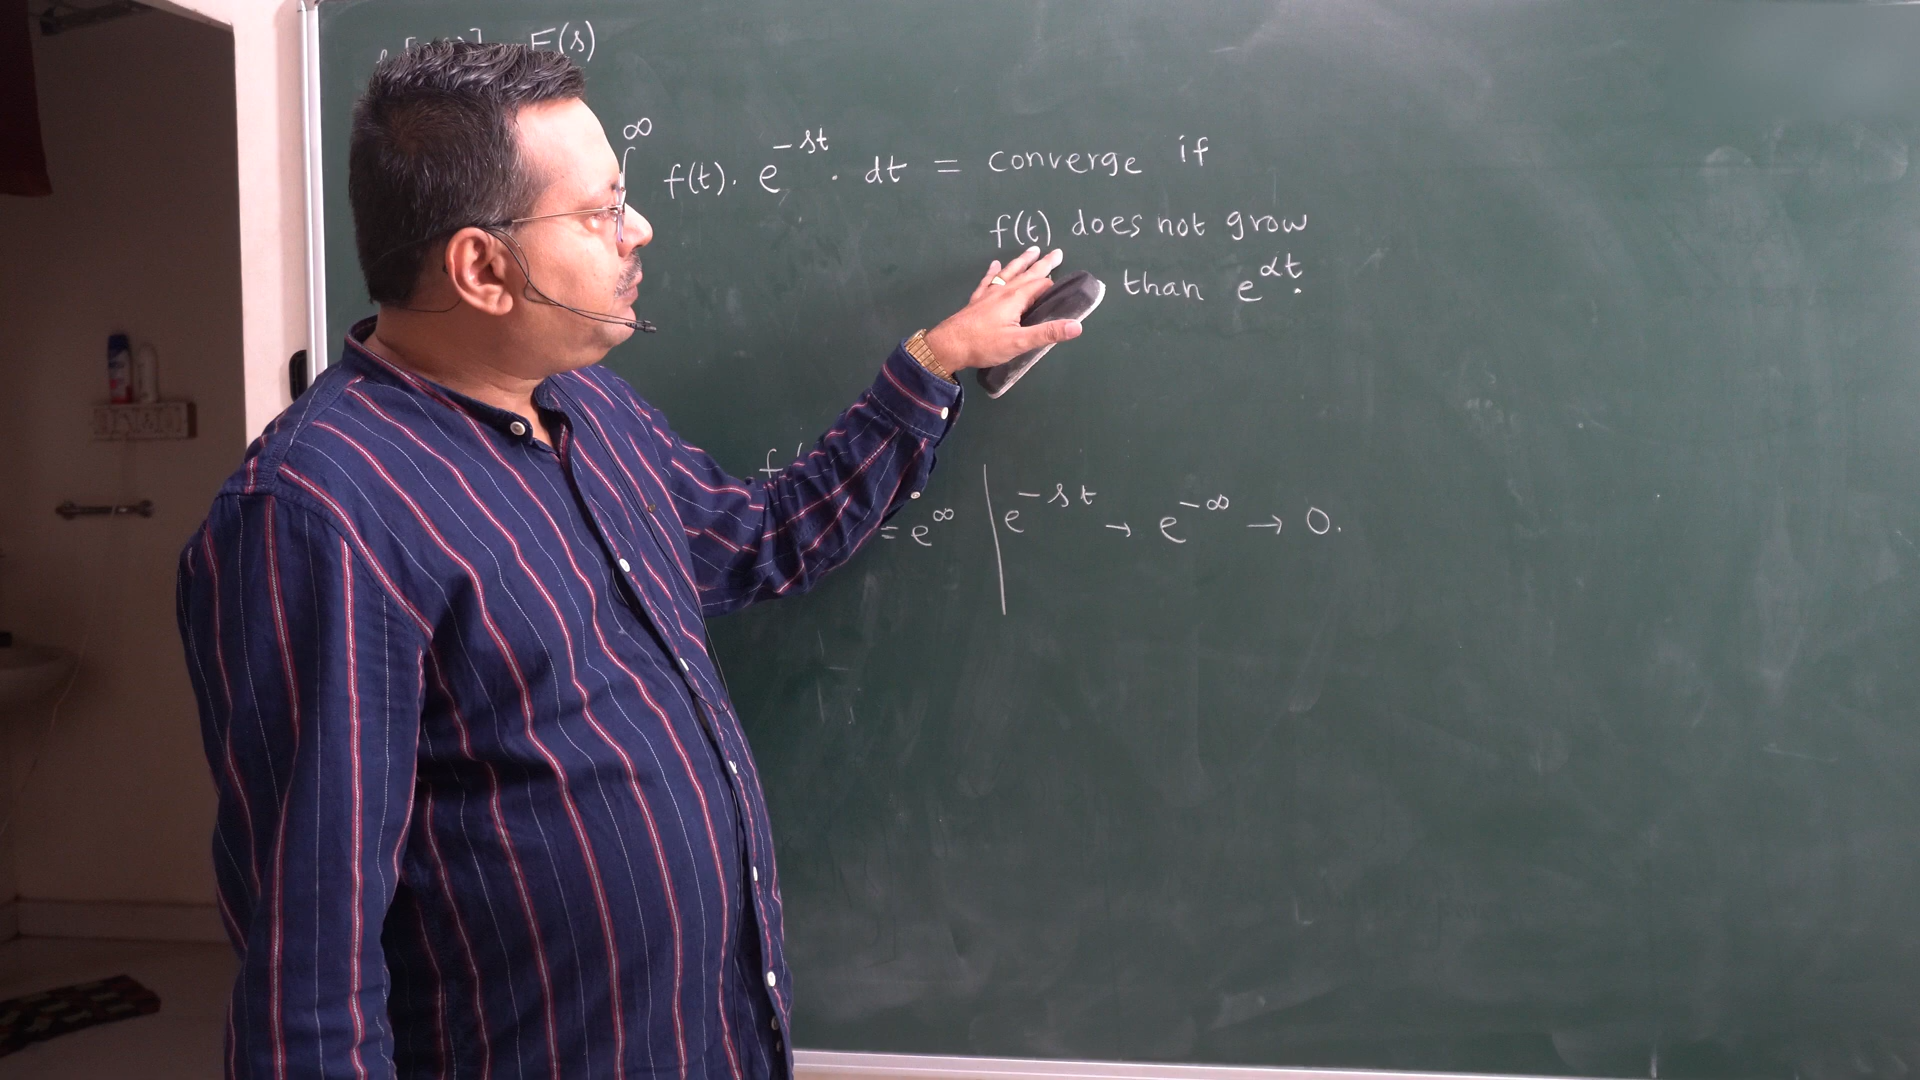 F(s)
∞
∫ f(t). e^{-st}. dt = converge if
f(t) does not grow
than e^{αt}.
= e^∞ | e^{-st} → e^{-∞} → 0.